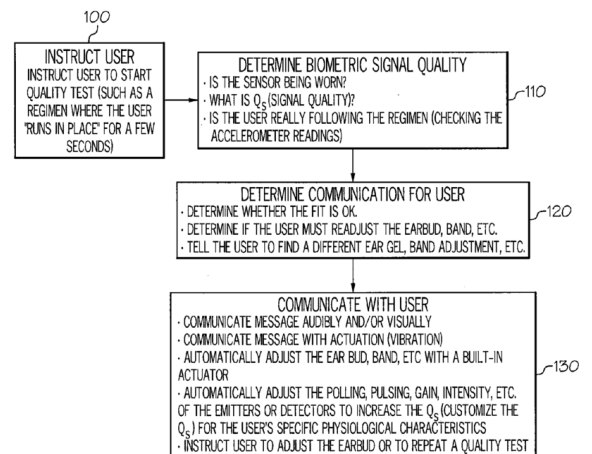 100
INSTRUCT USER
INSTRUCT USER TO START
QUALITY TEST (SUCH AS A
REGIMEN WHERE THE USER
"RUNS IN PLACE" FOR A FEW
SECONDS)
DETERMINE BIOMETRIC SIGNAL QUALITY
· IS THE SENSOR BEING WORN?
· WHAT IS QS (SIGNAL QUALITY)?
· IS THE USER REALLY FOLLOWING THE REGIMEN (CHECKING THE
ACCELEROMETER READINGS)
110
DETERMINE COMMUNICATION FOR USER
· DETERMINE WHETHER THE FIT IS OK.
· DETERMINE IF THE USER MUST READJUST THE EARBUD, BAND, ETC.
· TELL THE USER TO FIND A DIFFERENT EAR GEL, BAND ADJUSTMENT, ETC.
120
COMMUNICATE WITH USER
· COMMUNICATE MESSAGE AUDIBLY AND/OR VISUALLY
· COMMUNICATE MESSAGE WITH ACTUATION (VIBRATION)
· AUTOMATICALLY ADJUST THE EAR BUD, BAND, ETC WITH A BUILT-IN
ACTUATOR
· AUTOMATICALLY ADJUST THE POLLING, PULSING, GAIN, INTENSITY, ETC.
OF THE EMITTERS OR DETECTORS TO INCREASE THE QS (CUSTOMIZE THE
QS) FOR THE USER'S SPECIFIC PHYSIOLOGICAL CHARACTERISTICS
· INSTRUCT USER TO ADJUST THE EARBUD OR TO REPEAT A QUALITY TEST
130